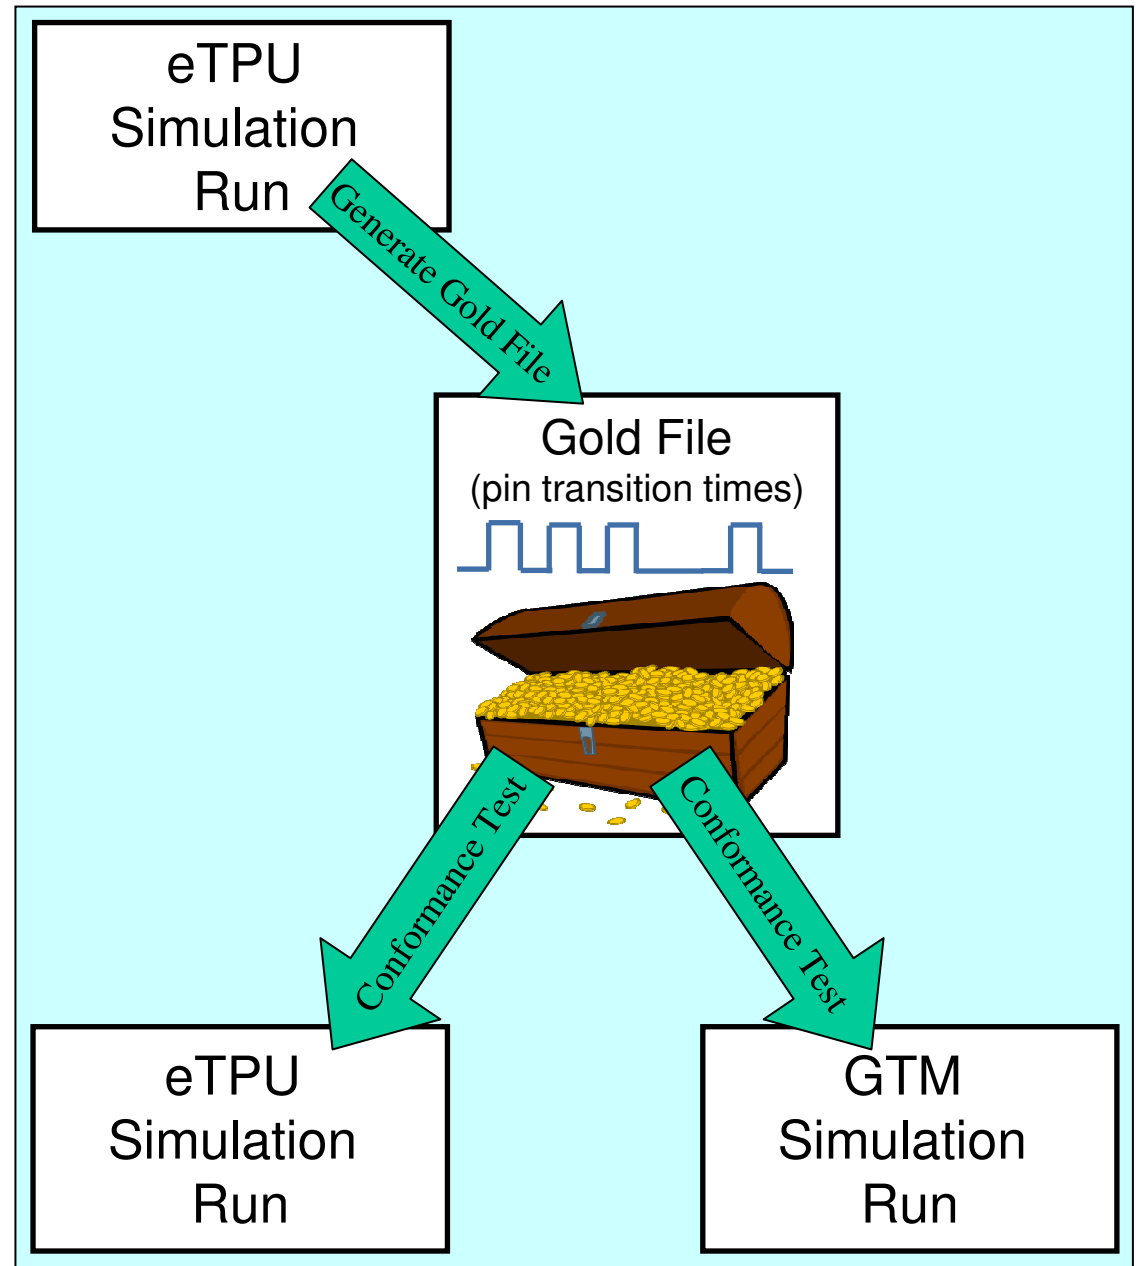 eTPU
Simulation
Run
Generate Gold File
Gold File
(pin transition times)
Conformance Test
Conformance Test
eTPU
Simulation
Run
GTM
Simulation
Run